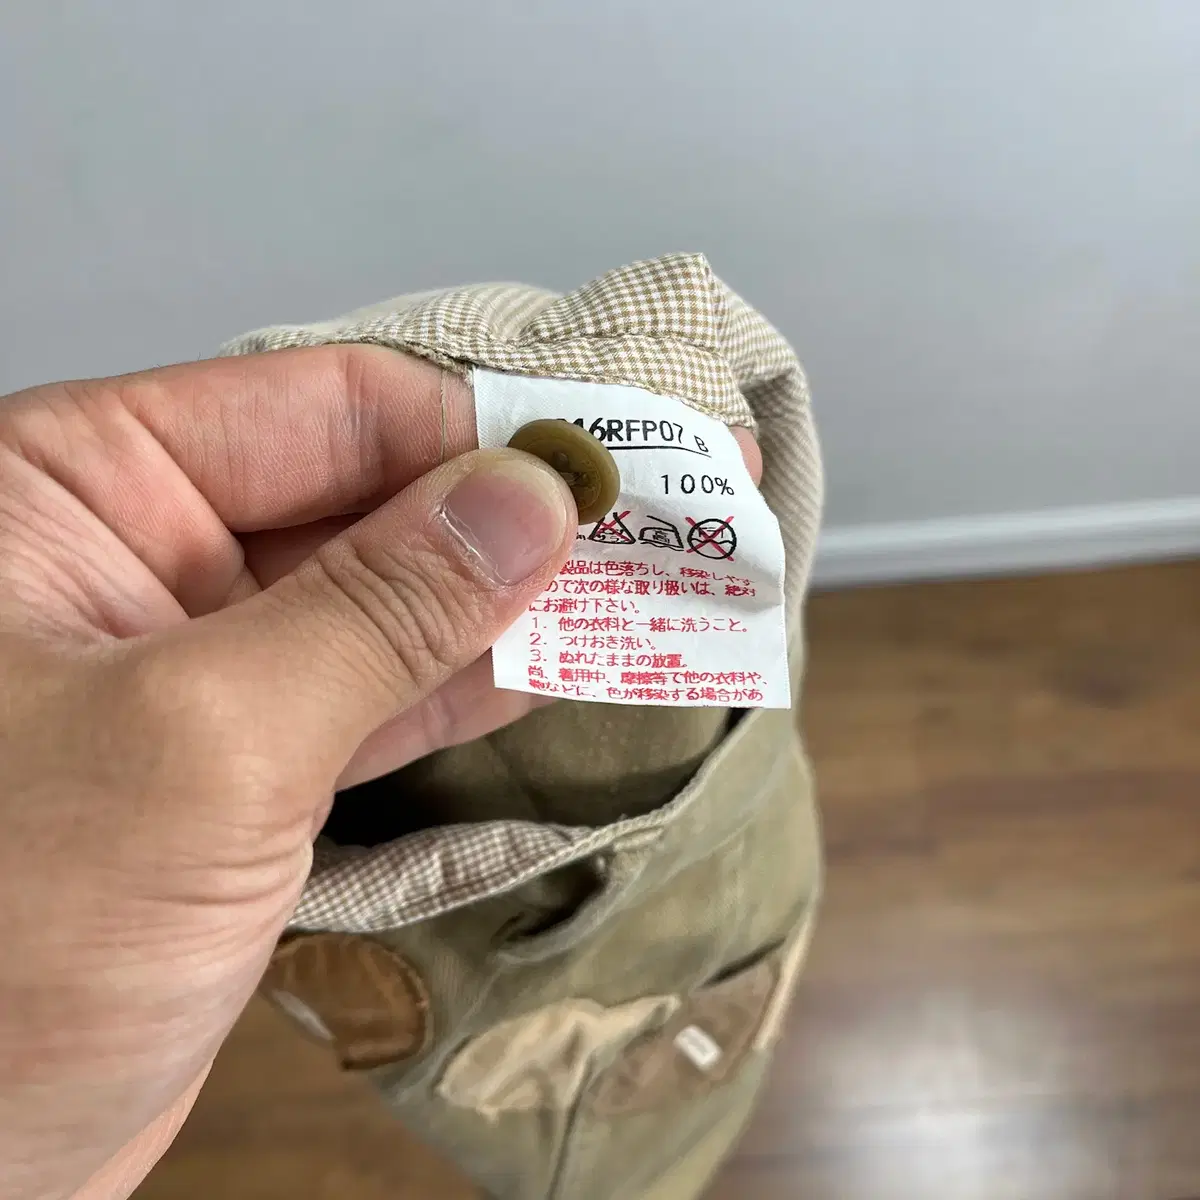 16RFP07 B
100%
製品は色落ちし、移染しやす
ので次の様な取り扱いは、絶対
にお避け下さい。
1. 他の衣料と一緒に洗うこと。
2. つけおき洗い。
3. ぬれたままの放置。
尚、着用中、摩擦等で他の衣料や、
鞄などに、色が移染する場合があ